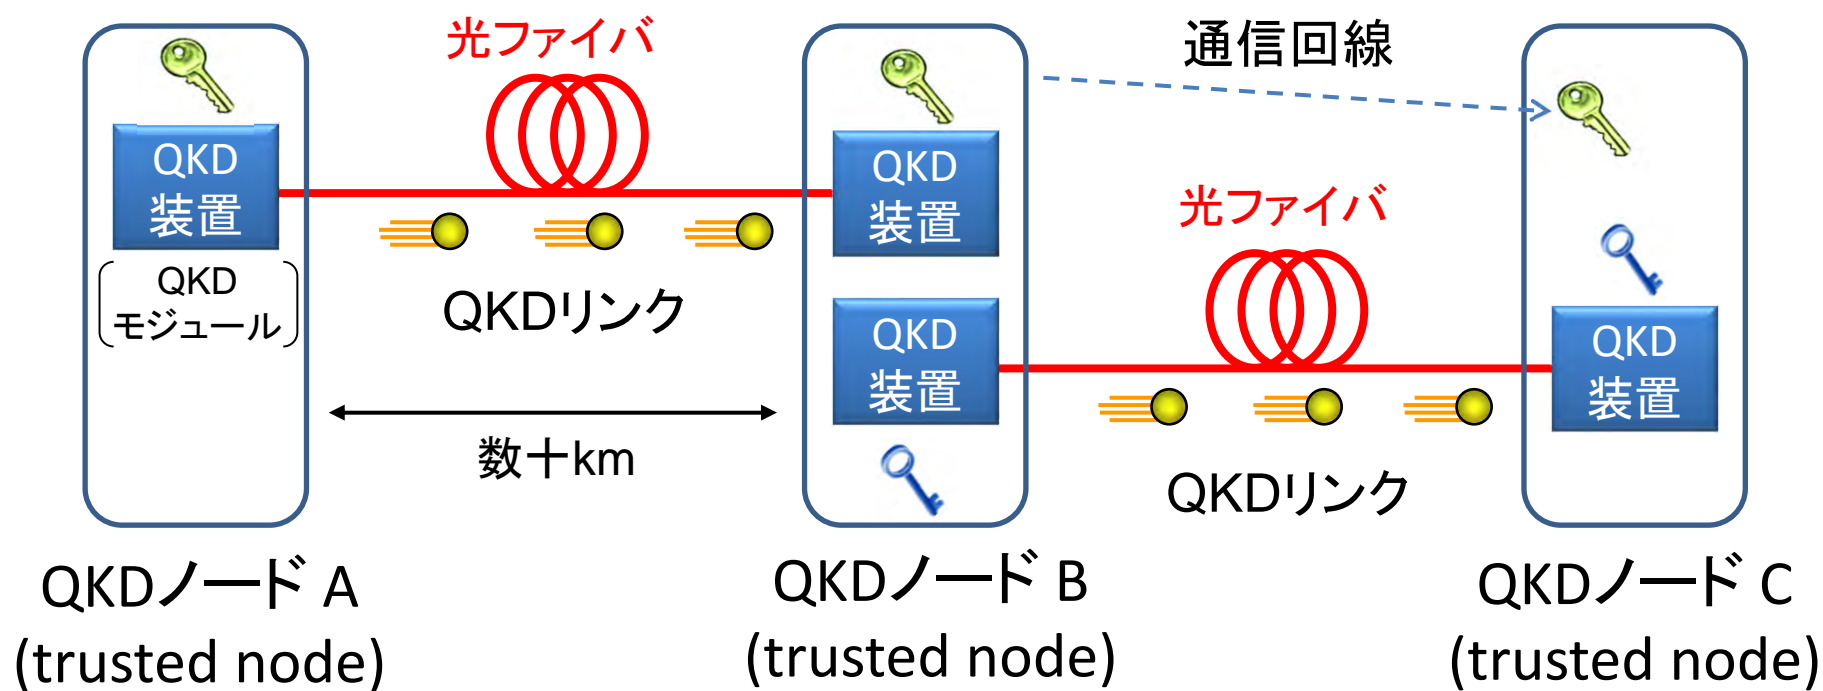 光ファイバ
通信回線
QKD
装置
QKD
モジュール
QKDリンク
数十km
QKD
装置
QKD
装置
光ファイバ
QKDリンク
QKD
装置
QKDノード A
(trusted node)
QKDノード B
(trusted node)
QKDノード C
(trusted node)